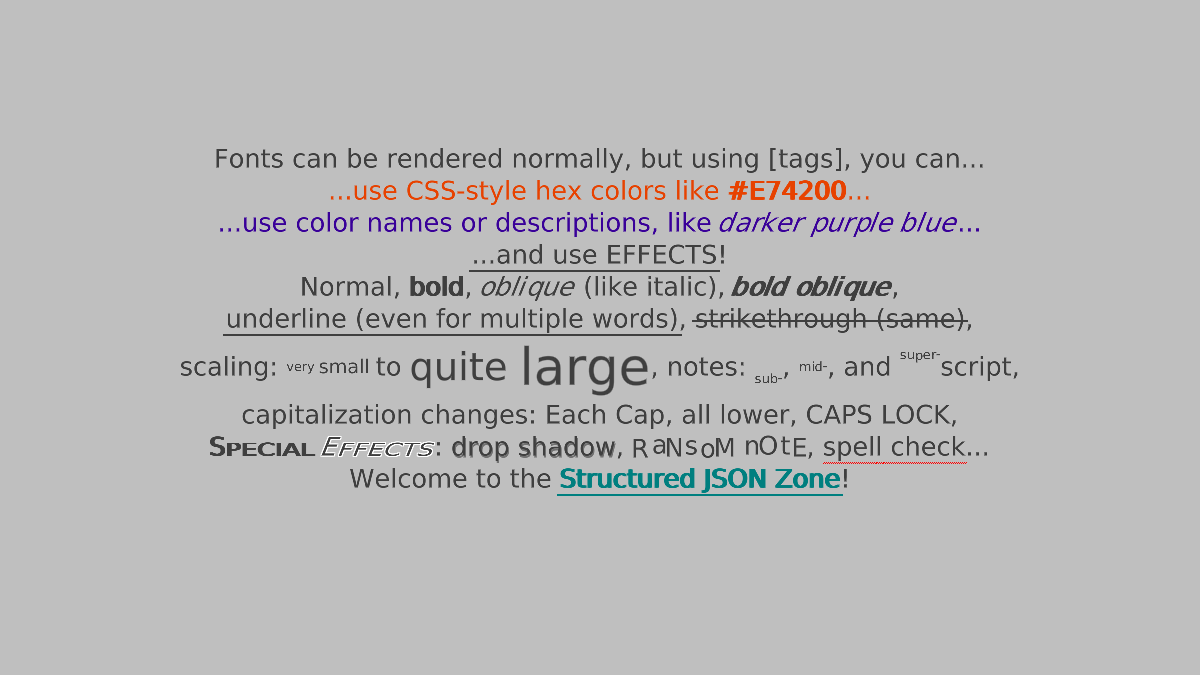 Fonts can be rendered normally, but using [tags], you can...
...use CSS-style hex colors like #E74200...
...use color names or descriptions, like darker purple blue...
...and use EFFECTS!
Normal, bold, oblique (like italic), bold oblique,
underline (even for multiple words), strikethrough (same),
scaling: very small to quite large, notes: sub-, mid-, and super-script,
capitalization changes: Each Cap, all lower, CAPS LOCK,
SPECIAL EFFECTS: drop shadow, RaNsoM nOtE, spell check...
Welcome to the Structured JSON Zone!